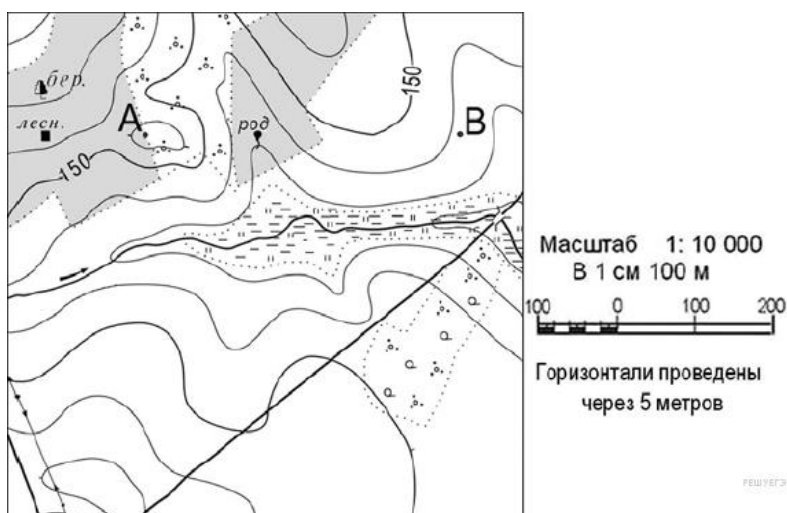 150
бер.
лесн.
А
род
В
150
Масштаб 1: 10 000
В 1 см 100 м
100 0 100 200
Горизонтали проведены
через 5 метров
РЕШУЕГЭ